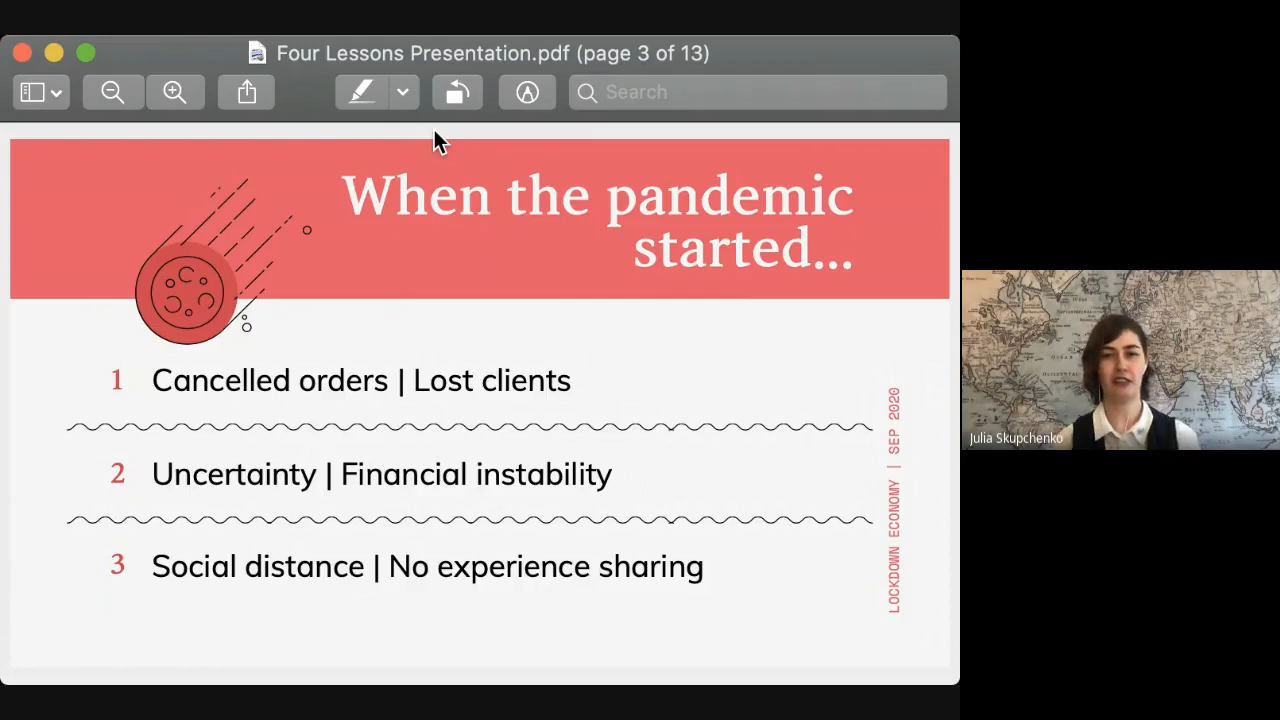 Four Lessons Presentation.pdf (page 3 of 13)
Search
When the pandemic
started...
1 Cancelled orders | Lost clients
2 Uncertainty | Financial instability
3 Social distance | No experience sharing
LOCKDOWN ECONOMY | SEP 2020
Julia Skupchenko